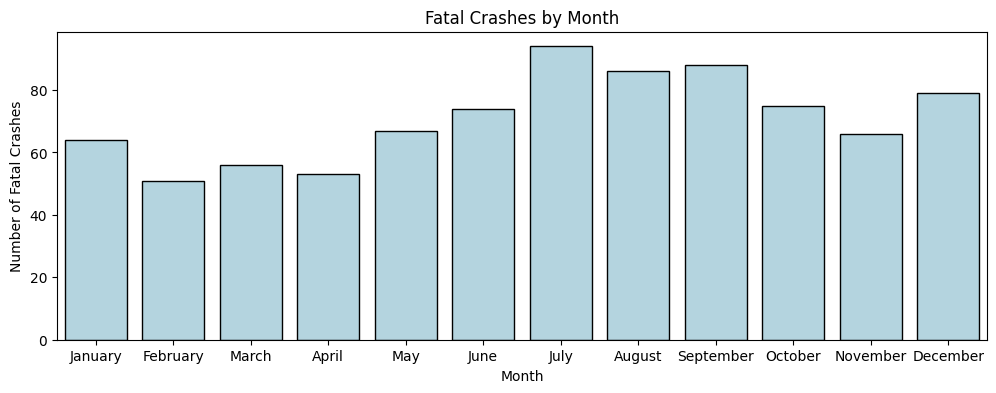 Fatal Crashes by Month
Number of Fatal Crashes
80
60
40
20
0
January February March April May June July August September October November December
Month